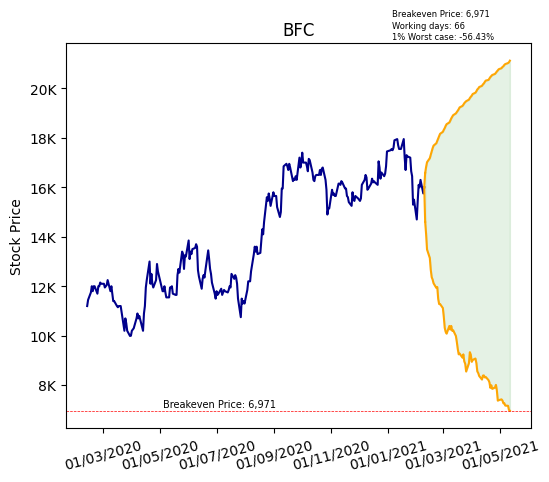 Breakeven Price: 6,971
Working days: 66
1% Worst case: -56.43%
BFC
Stock Price
20K
18K
16K
14K
12K
10K
8K
Breakeven Price: 6,971
01/03/2020
01/05/2020
01/07/2020
01/09/2020
01/11/2020
01/01/2021
01/03/2021
01/05/2021